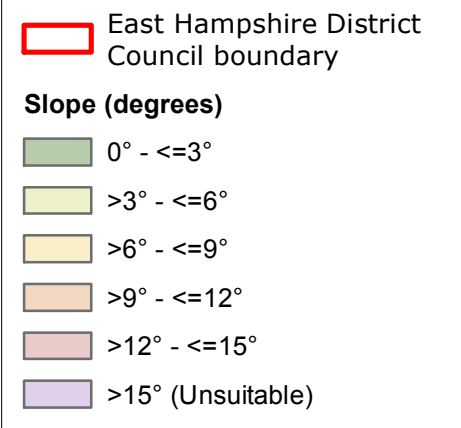 East Hampshire District
Council boundary
Slope (degrees)
0° - <=3°
>3° - <=6°
>6° - <=9°
>9° - <=12°
>12° - <=15°
>15° (Unsuitable)